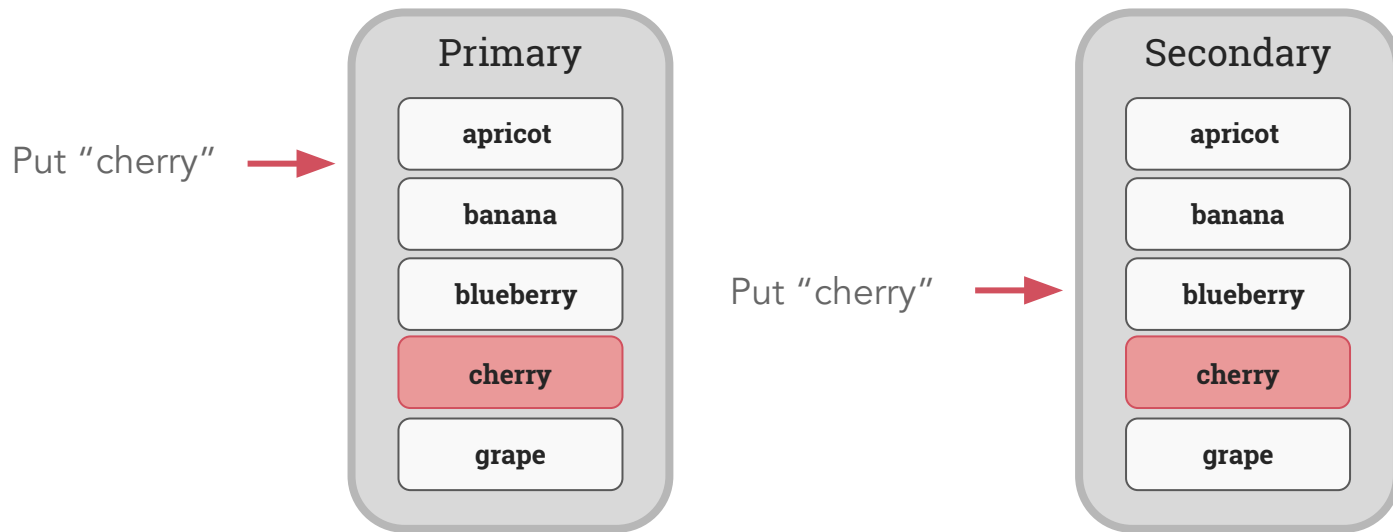 Primary
apricot
Put “cherry”
banana
blueberry
cherry
grape
Secondary
apricot
banana
Put “cherry”
blueberry
cherry
grape